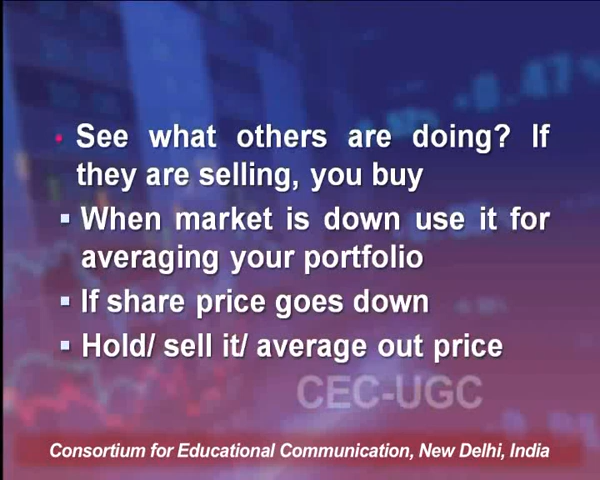 See what others are doing? If
they are selling, you buy
When market is down use it for
averaging your portfolio
If share price goes down
Hold/ sell it/ average out price
CEC-UGC
Consortium for Educational Communication, New Delhi, India